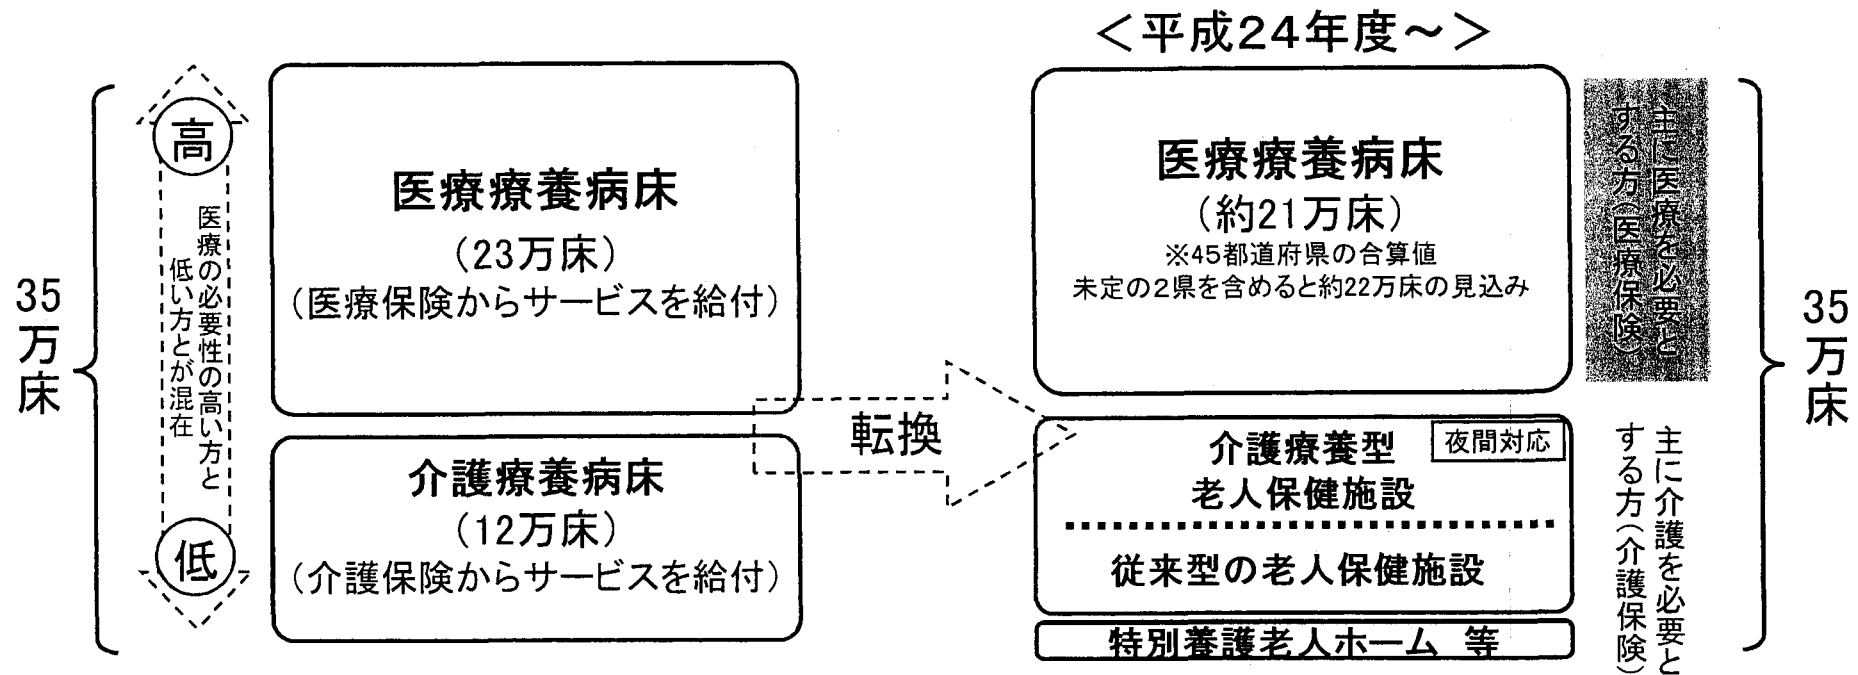 <平成24年度~>
35万床
高
医療の必要性の高い方と
低い方とが混在
低
医療療養病床
(23万床)
(医療保険からサービスを給付)
介護療養病床
(12万床)
(介護保険からサービスを給付)
転換
医療療養病床
(約21万床)
※45都道府県の合算値
未定の2県を含めると約22万床の見込み
介護療養型
老人保健施設
夜間対応
従来型の老人保健施設
特別養護老人ホーム 等
主に医療を必要と
する方(医療保険)
主に介護を必要と
する方(介護保険)
35万床